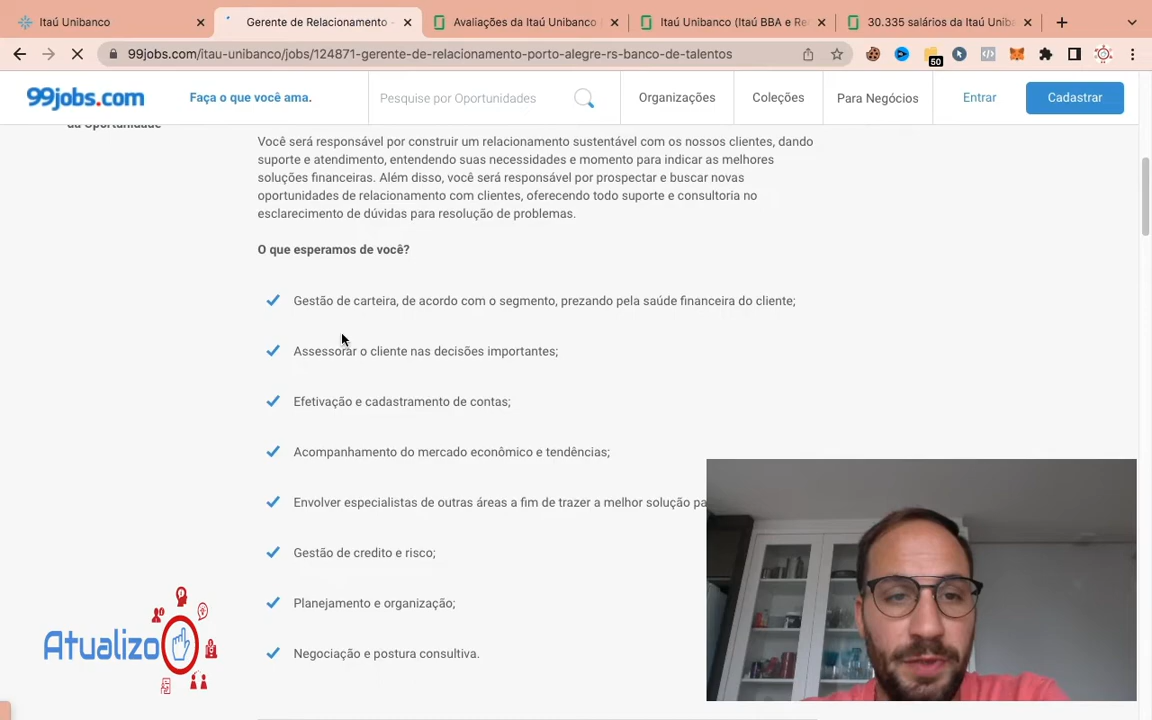 Itaú Unibanco
Gerente de Relacionamento -
Avaliações da Itaú Unibanco
Itaú Unibanco (Itaú BBA e Re
30.335 salários da Itaú Unib
99jobs.com/itau-unibanco/jobs/124871-gerente-de-relacionamento-porto-alegre-rs-banco-de-talentos
50
99jobs.com
Faça o que você ama.
Pesquise por Oportunidades
Organizações
Coleções
Para Negócios
Entrar
Cadastrar
da Oportunidade
Você será responsável por construir um relacionamento sustentável com os nossos clientes, dando
suporte e atendimento, entendendo suas necessidades e momento para indicar as melhores
soluções financeiras. Além disso, você será responsável por prospectar e buscar novas
oportunidades de relacionamento com clientes, oferecendo todo suporte e consultoria no
esclarecimento de dúvidas para resolução de problemas.
O que esperamos de você?
Gestão de carteira, de acordo com o segmento, prezando pela saúde financeira do cliente;
Assessorar o cliente nas decisões importantes;
Efetivação e cadastramento de contas;
Acompanhamento do mercado econômico e tendências;
Envolver especialistas de outras áreas a fim de trazer a melhor solução pa
Gestão de credito e risco;
Planejamento e organização;
Negociação e postura consultiva.
Atualizo